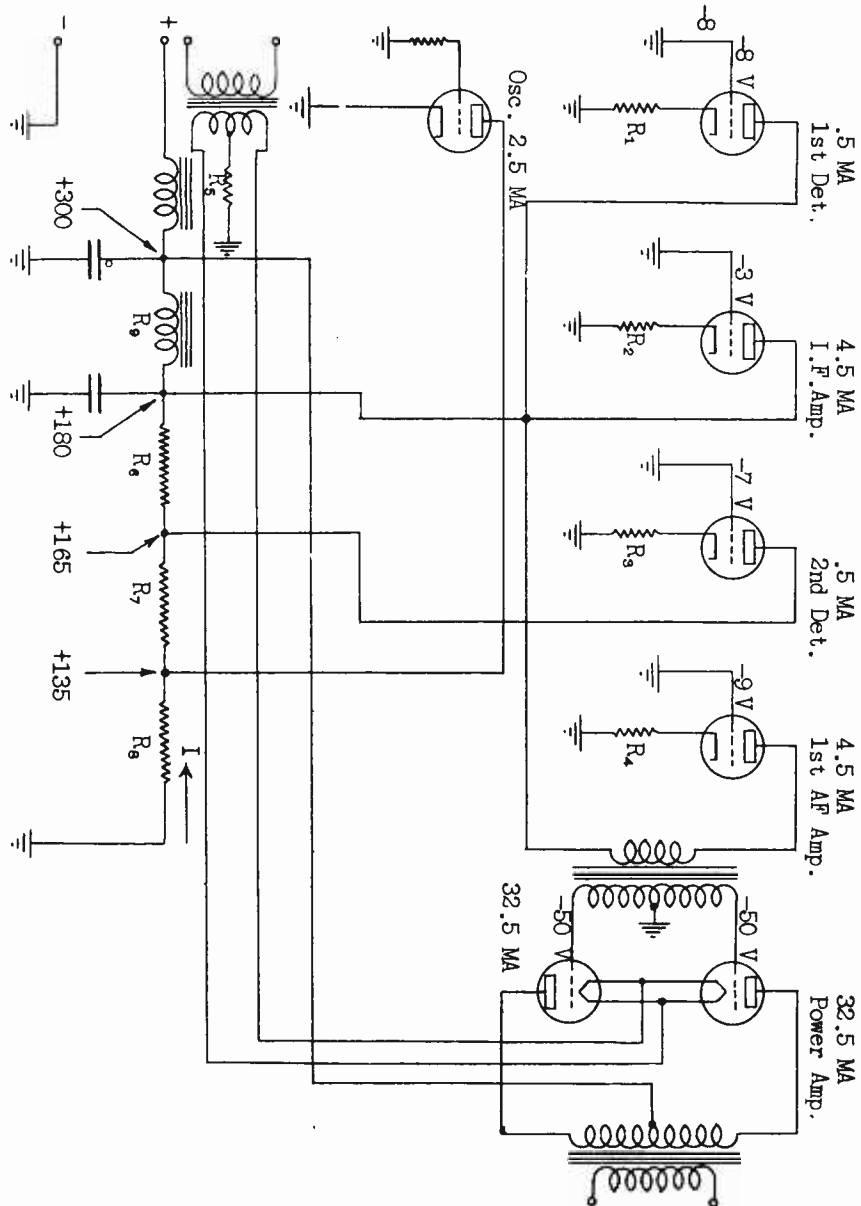 -8
-8 V
.5 MA
1st Det.
R₁
-3 V
4.5 MA
I.F.Amp.
R₂
-7 V
.5 MA
2nd Det.
R₃
-9 V
4.5 MA
1st AF Amp.
R₄
-50 V
-50 V
32.5 MA
32.5 MA
Power Amp.
Osc. 2.5 MA
R₅
-
+
+300
R₉
+180
R₆
+165
R₇
+135
R₈
I